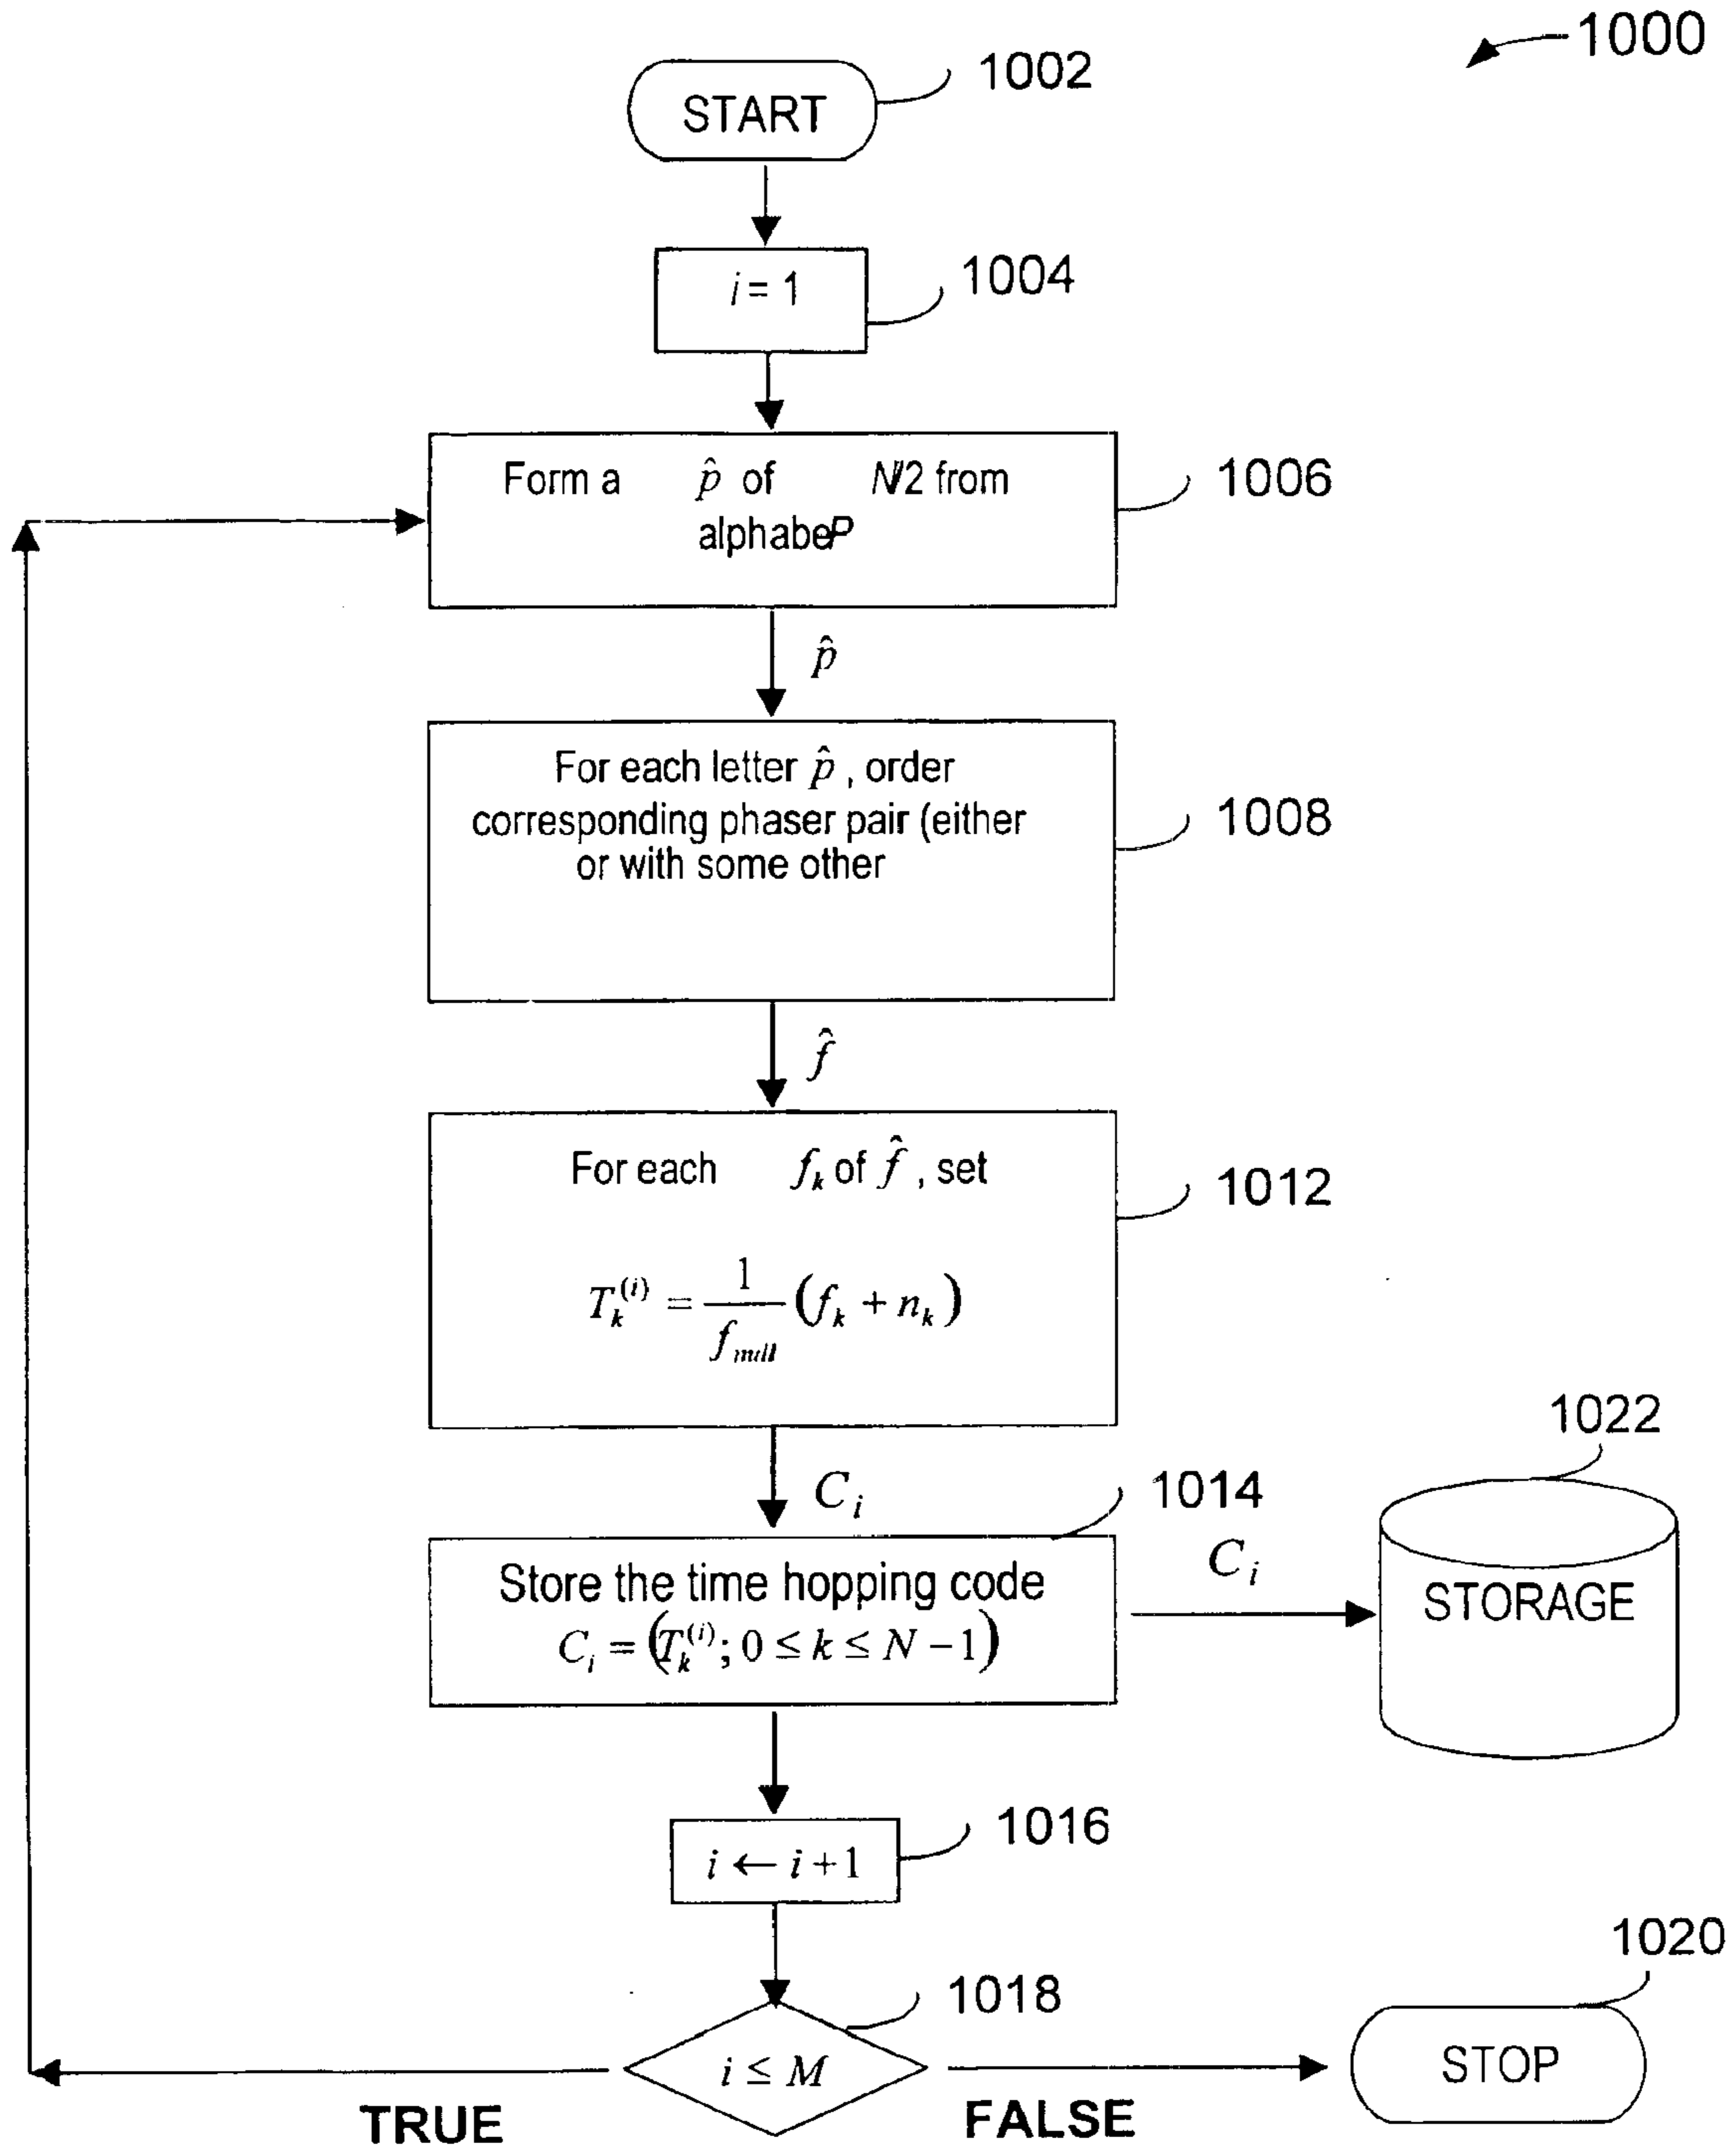 1000
1002
START
1004
i = 1
1006
Form a p̂ of N/2 from
alphabeP
p̂
1008
For each letter p̂ , order
corresponding phaser pair (either
or with some other
f̂
1012
For each f_k of f̂ , set
T_k^(i) = 1/f_null (f_k + n_k)
C_i
1014
1022
Store the time hopping code
C_i = (T_k^(i); 0 ≤ k ≤ N − 1)
C_i
STORAGE
1016
i ← i + 1
1018
1020
i ≤ M
STOP
TRUE
FALSE